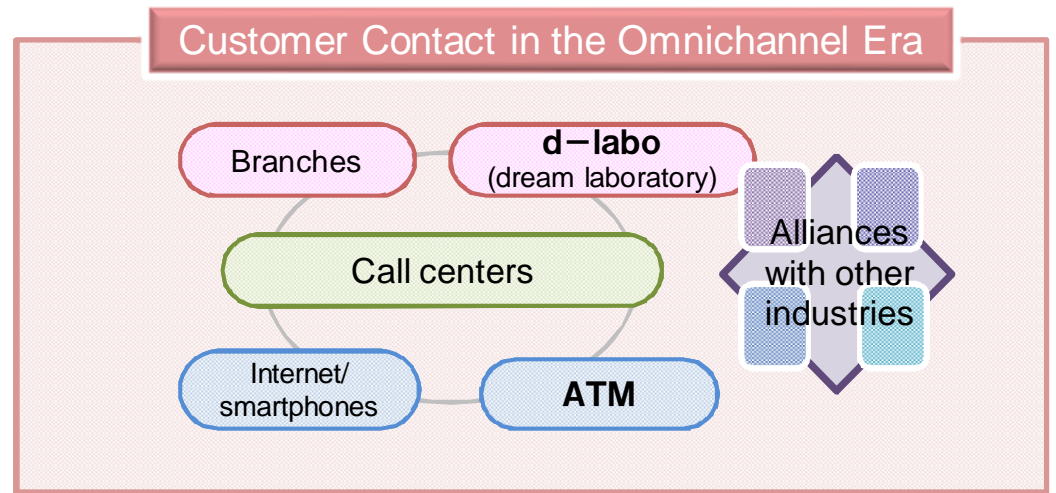 Customer Contact in the Omnichannel Era
Branches
d－labo
(dream laboratory)
Call centers
Internet/
smartphones
ATM
Alliances
with other
industries